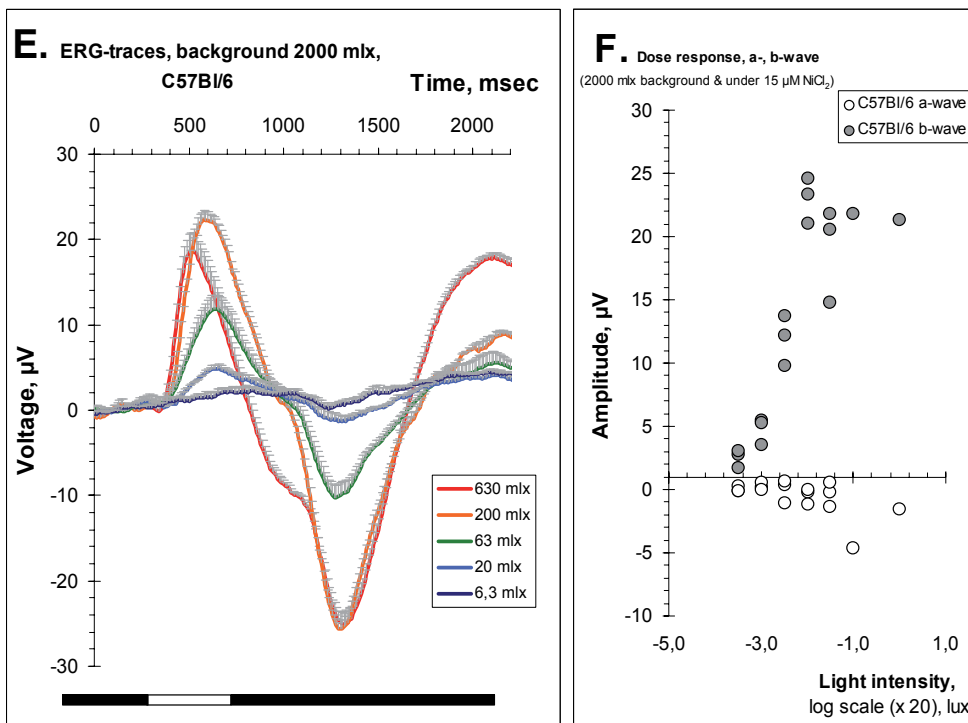 E. ERG-traces, background 2000 mlx,
C57Bl/6
Time, msec
0 500 1000 1500 2000
30
20
10
0
-10
-20
-30
Voltage, µV
630 mlx
200 mlx
63 mlx
20 mlx
6,3 mlx
F. Dose response, a-, b-wave
(2000 mlx background & under 15 µM NiCl₂)
C57Bl/6 a-wave
C57Bl/6 b-wave
30
25
20
15
10
5
0
-5
-10
Amplitude, µV
-5,0 -3,0 -1,0 1,0
Light intensity,
log scale (x 20), lux